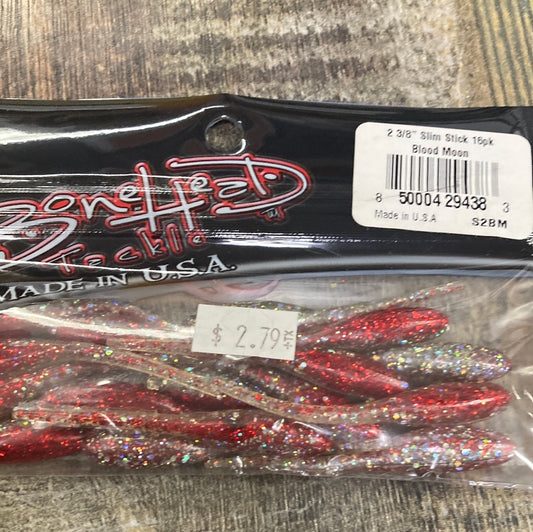 BoneHead
Tackle
MADE IN U.S.A.
2 3/8" Slim Stick 16pk
Blood Moon
8 50004 29438 3
Made in U.S.A
S2BM
$ 2.79 +TX